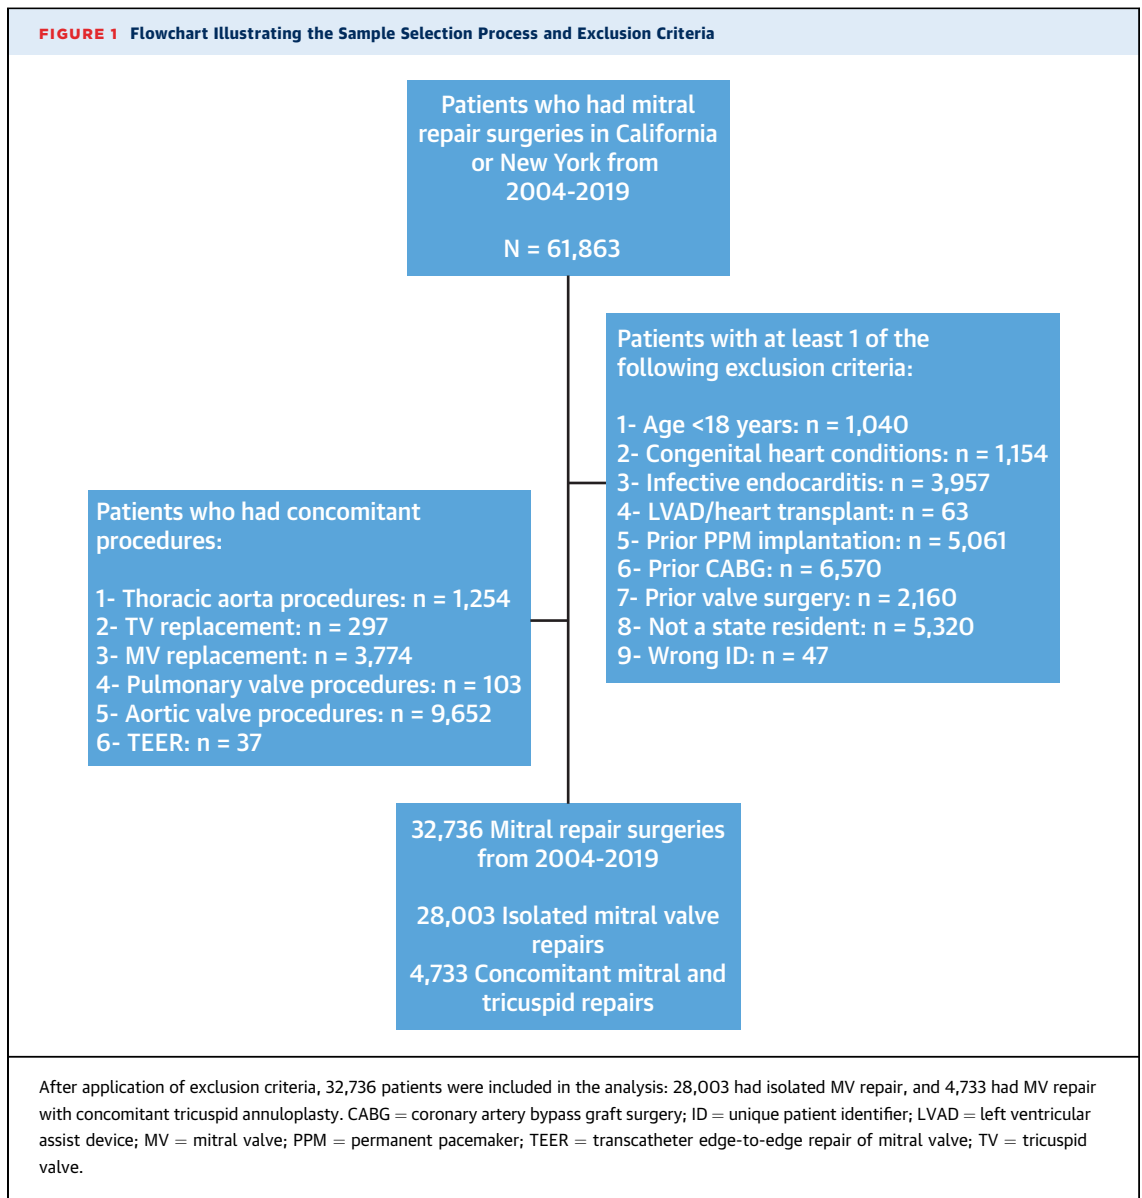 FIGURE 1 Flowchart Illustrating the Sample Selection Process and Exclusion Criteria
Patients who had mitral
repair surgeries in California
or New York from
2004-2019
N = 61,863
Patients with at least 1 of the
following exclusion criteria:
1- Age <18 years: n = 1,040
2- Congenital heart conditions: n = 1,154
3- Infective endocarditis: n = 3,957
4- LVAD/heart transplant: n = 63
5- Prior PPM implantation: n = 5,061
6- Prior CABG: n = 6,570
7- Prior valve surgery: n = 2,160
8- Not a state resident: n = 5,320
9- Wrong ID: n = 47
Patients who had concomitant
procedures:
1- Thoracic aorta procedures: n = 1,254
2- TV replacement: n = 297
3- MV replacement: n = 3,774
4- Pulmonary valve procedures: n = 103
5- Aortic valve procedures: n = 9,652
6- TEER: n = 37
32,736 Mitral repair surgeries
from 2004-2019
28,003 Isolated mitral valve
repairs
4,733 Concomitant mitral and
tricuspid repairs
After application of exclusion criteria, 32,736 patients were included in the analysis: 28,003 had isolated MV repair, and 4,733 had MV repair
with concomitant tricuspid annuloplasty. CABG = coronary artery bypass graft surgery; ID = unique patient identifier; LVAD = left ventricular
assist device; MV = mitral valve; PPM = permanent pacemaker; TEER = transcatheter edge-to-edge repair of mitral valve; TV = tricuspid
valve.